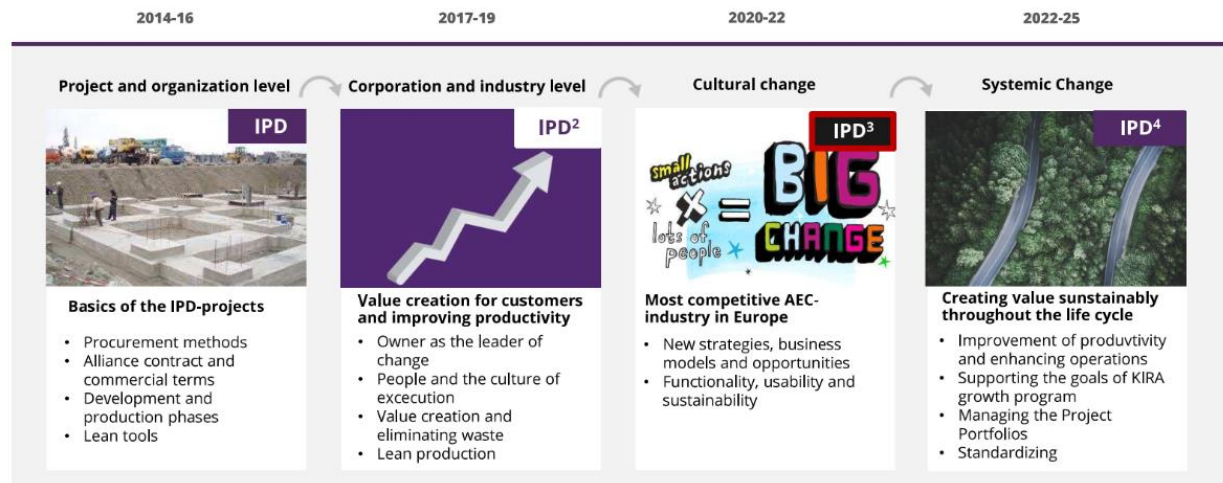 2014-16
2017-19
2020-22
2022-25
Project and organization level
Corporation and industry level
Cultural change
Systemic Change
IPD
Basics of the IPD-projects
• Procurement methods
• Alliance contract and
commercial terms
• Development and
production phases
• Lean tools
IPD²
Value creation for customers
and improving productivity
• Owner as the leader of
change
• People and the culture of
excecution
• Value creation and
eliminating waste
• Lean production
IPD³
small
actions
x = BIG
lots of
people
CHANGE
Most competitive AEC-
industry in Europe
• New strategies, business
models and opportunities
• Functionality, usability and
sustainability
IPD⁴
Creating value sunstainably
throughout the life cycle
• Improvement of produvtivity
and enhancing operations
• Supporting the goals of KIRA
growth program
• Managing the Project
Portfolios
• Standardizing